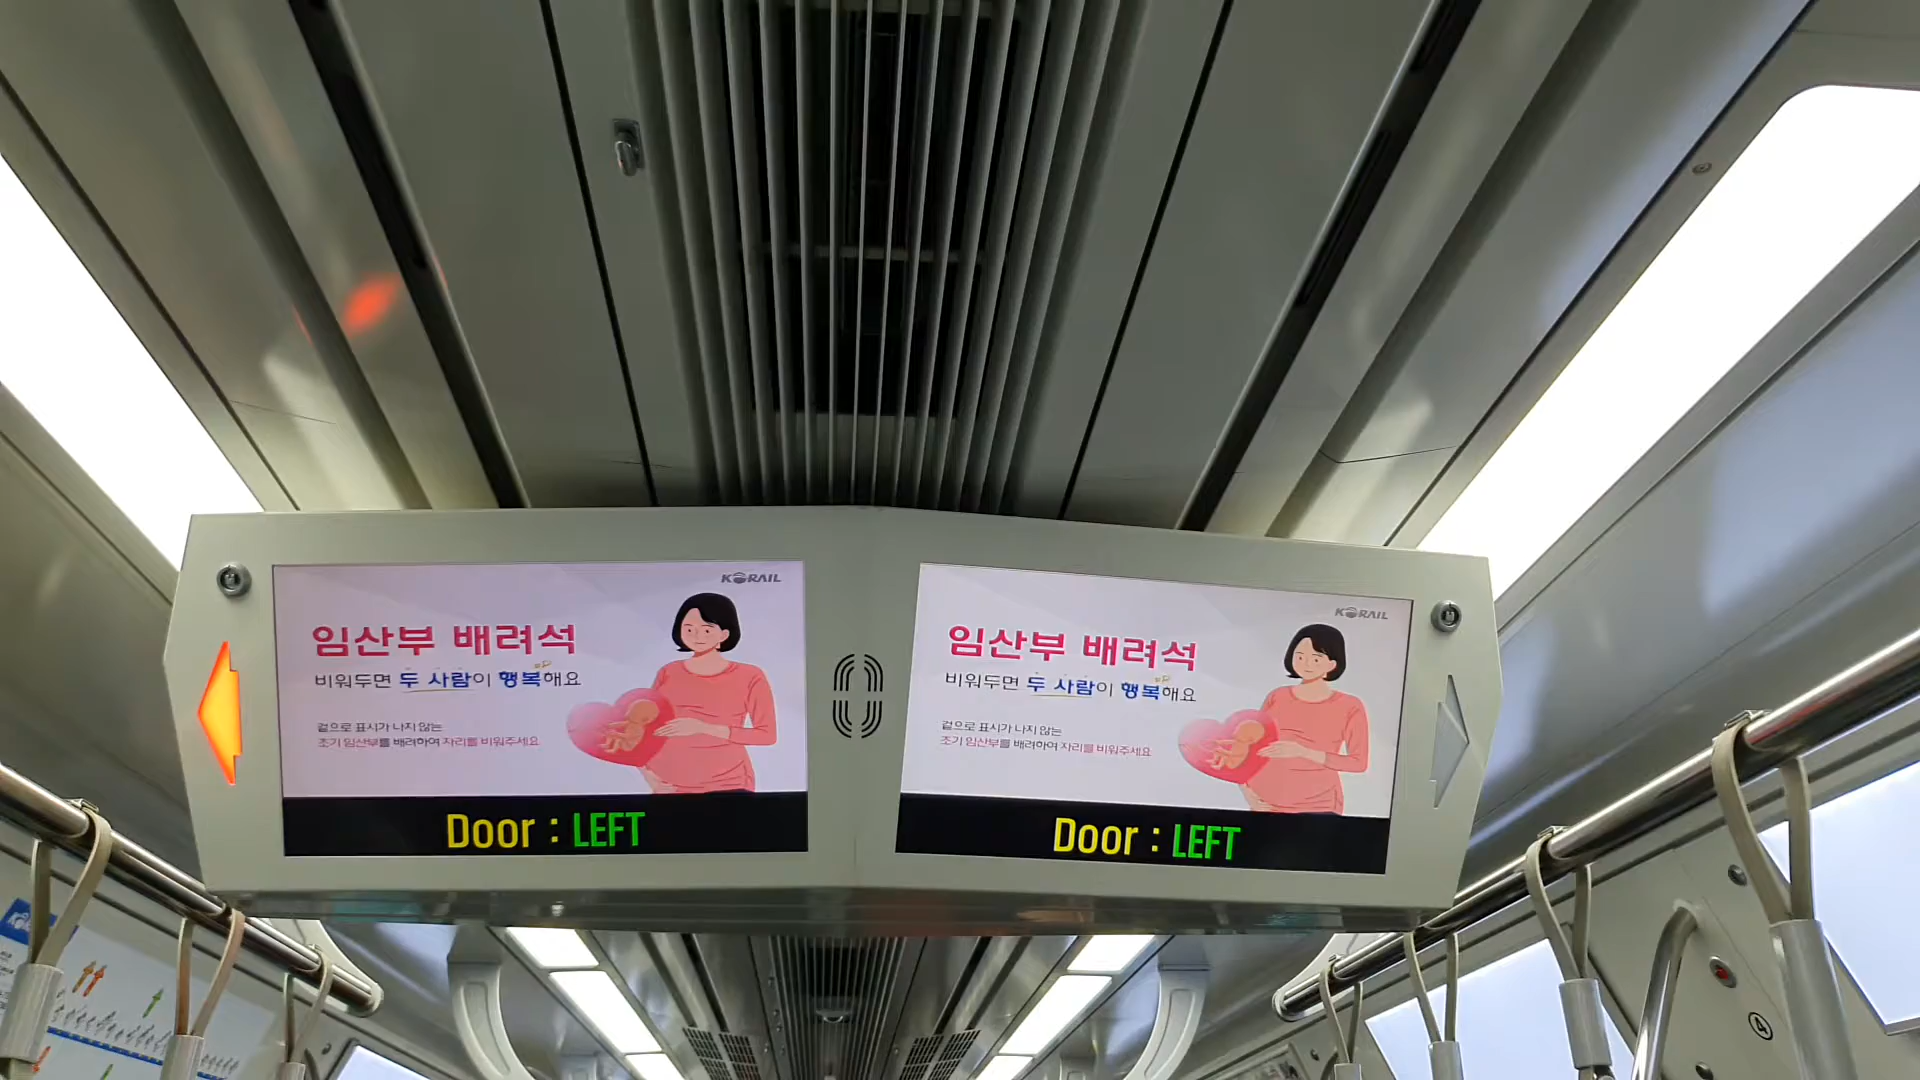 KORAIL
임산부 배려석
비워두면 두 사람이 행복해요
겉으로 표시가 나지 않는
조기 임산부를 배려하여 자리를 비워주세요
Door : LEFT
KORAIL
임산부 배려석
비워두면 두 사람이 행복해요
겉으로 표시가 나지 않는
조기 임산부를 배려하여 자리를 비워주세요
Door : LEFT
4